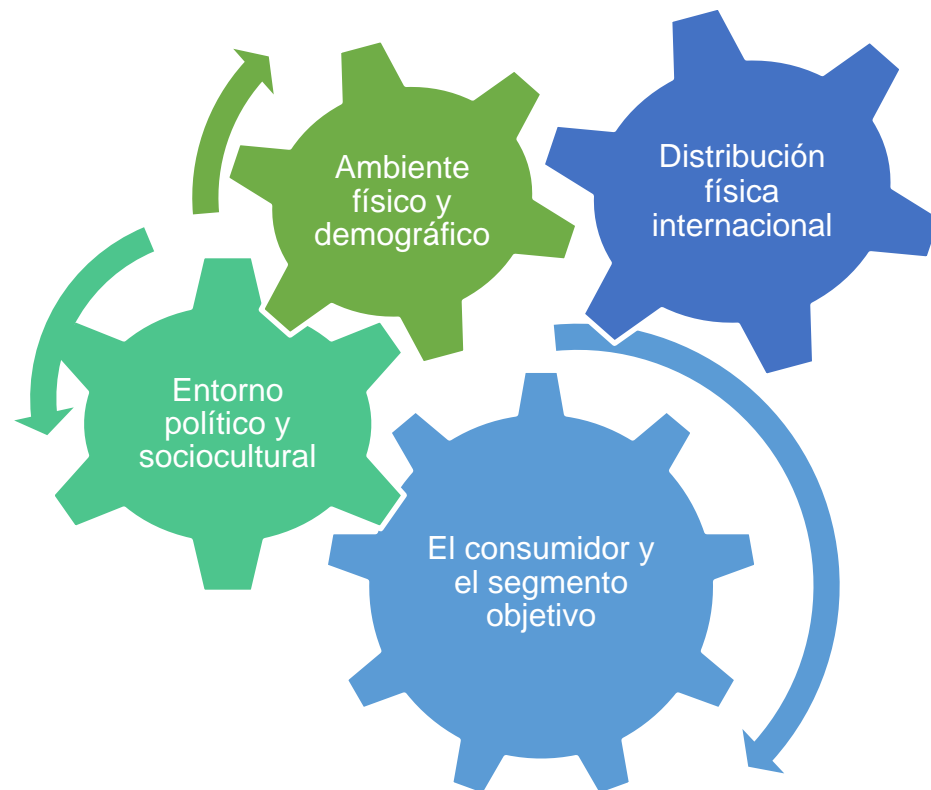 Ambiente
físico y
demográfico
Distribución
física
internacional
Entorno
político y
sociocultural
El consumidor y
el segmento
objetivo